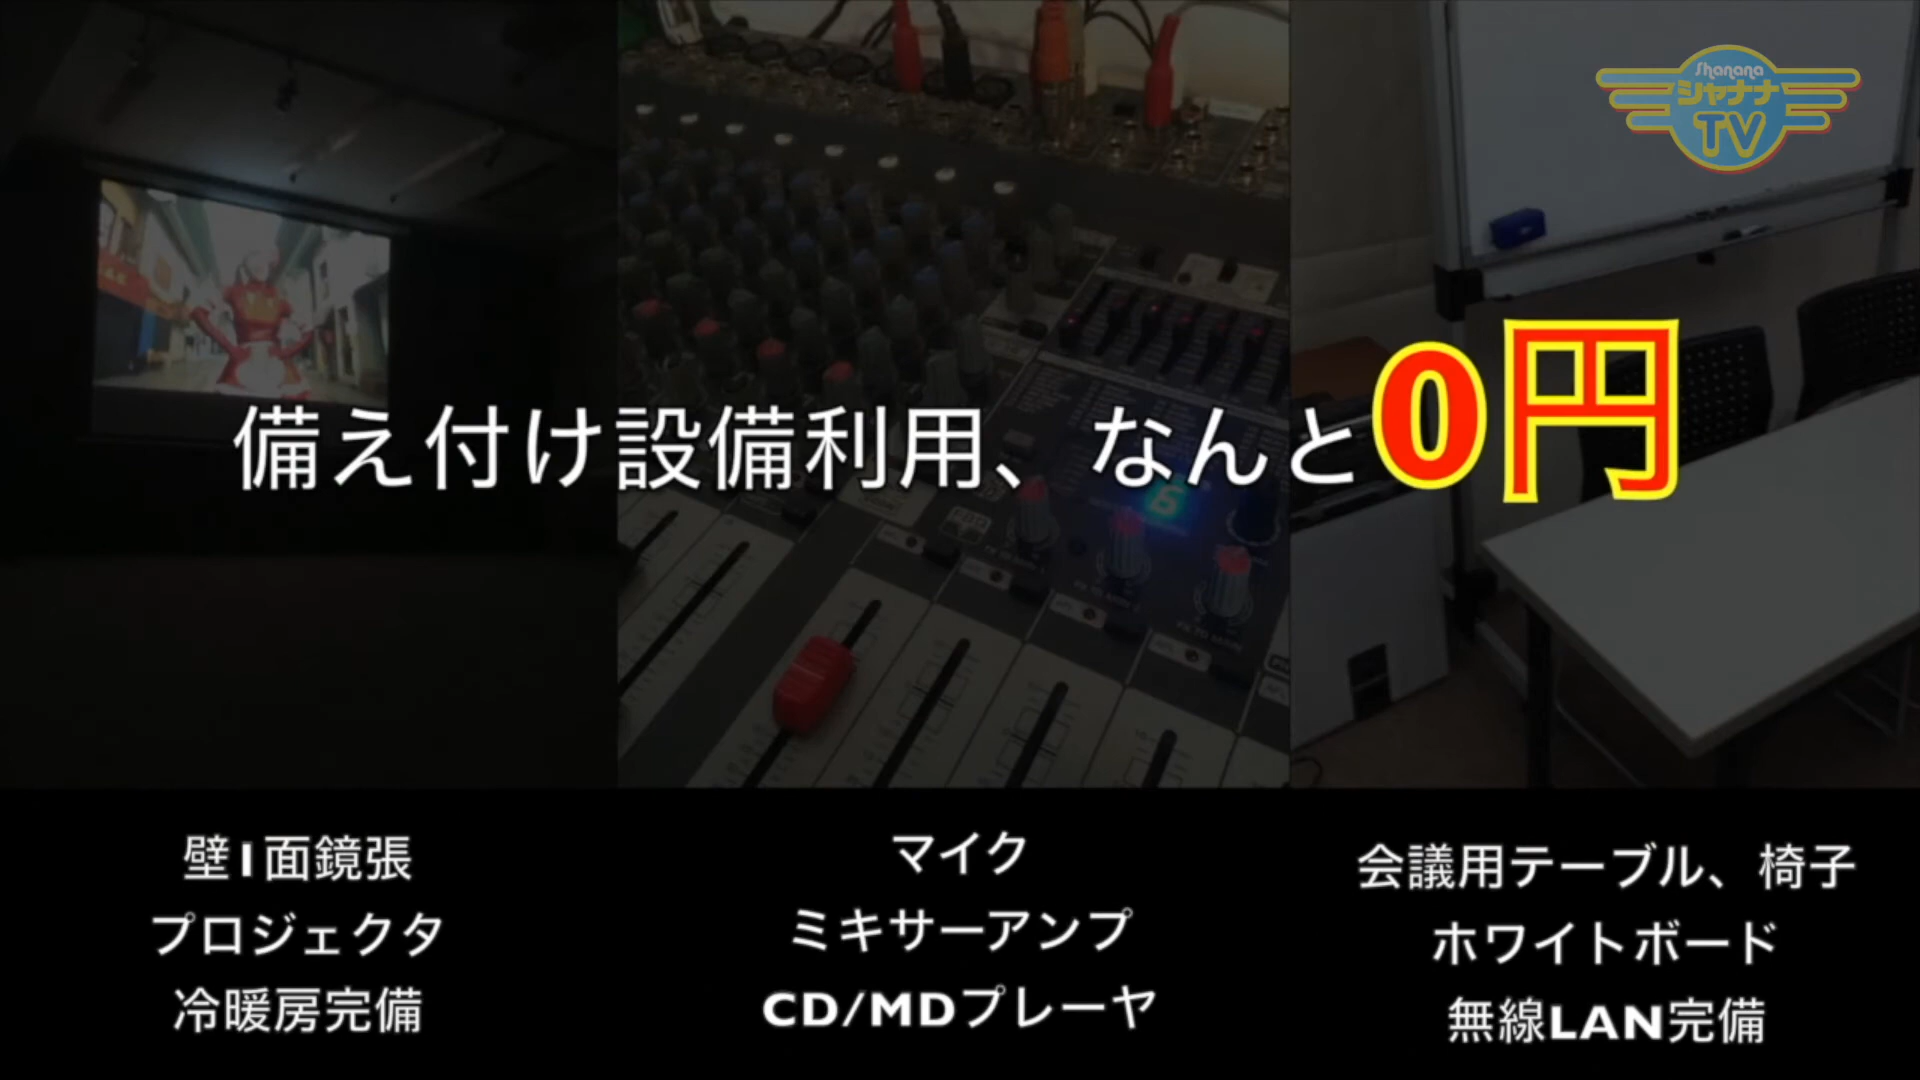 Shanana
シャナナ
TV
備え付け設備利用、なんと0円
壁1面鏡張
プロジェクタ
冷暖房完備
マイク
ミキサーアンプ
CD/MDプレーヤ
会議用テーブル、椅子
ホワイトボード
無線LAN完備